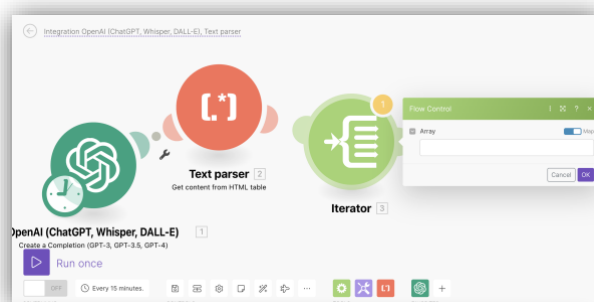 Integration OpenAI (ChatGPT, Whisper, DALL-E), Text parser
[.*]
1
Flow Control
Array
Map
Cancel
OK
Text parser 2
Get content from HTML table
Iterator 3
OpenAI (ChatGPT, Whisper, DALL-E) 1
Create a Completion (GPT-3, GPT-3.5, GPT-4)
Run once
OFF
Every 15 minutes.